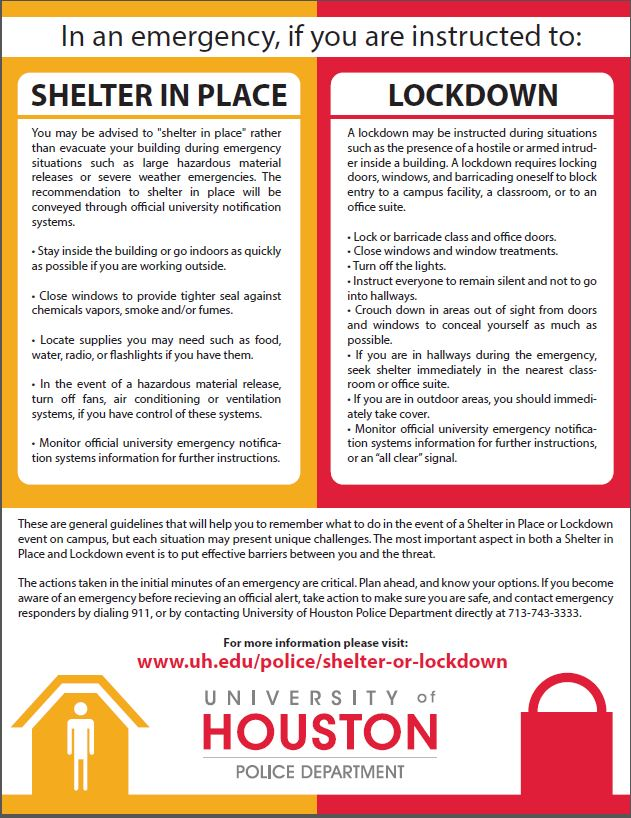 In an emergency, if you are instructed to:
SHELTER IN PLACE
You may be advised to "shelter in place" rather
than evacuate your building during emergency
situations such as large hazardous material
releases or severe weather emergencies. The
recommendation to shelter in place will be
conveyed through official university notification
systems.
• Stay inside the building or go indoors as quickly
as possible if you are working outside.
• Close windows to provide tighter seal against
chemicals vapors, smoke and/or fumes.
• Locate supplies you may need such as food,
water, radio, or flashlights if you have them.
• In the event of a hazardous material release,
turn off fans, air conditioning or ventilation
systems, if you have control of these systems.
• Monitor official university emergency notifica-
tion systems information for further instructions.
LOCKDOWN
A lockdown may be instructed during situations
such as the presence of a hostile or armed intrud-
er inside a building. A lockdown requires locking
doors, windows, and barricading oneself to block
entry to a campus facility, a classroom, or to an
office suite.
• Lock or barricade class and office doors.
• Close windows and window treatments.
• Turn off the lights.
• Instruct everyone to remain silent and not to go
into hallways.
• Crouch down in areas out of sight from doors
and windows to conceal yourself as much as
possible.
• If you are in hallways during the emergency,
seek shelter immediately in the nearest class-
room or office suite.
• If you are in outdoor areas, you should immedi-
ately take cover.
• Monitor official university emergency notifica-
tion systems information for further instructions,
or an "all clear" signal.
These are general guidelines that will help you to remember what to do in the event of a Shelter in Place or Lockdown
event on campus, but each situation may present unique challenges. The most important aspect in both a Shelter in
Place and Lockdown event is to put effective barriers between you and the threat.
The actions taken in the initial minutes of an emergency are critical. Plan ahead, and know your options. If you become
aware of an emergency before recieving an official alert, take action to make sure you are safe, and contact emergency
responders by dialing 911, or by contacting University of Houston Police Department directly at 713-743-3333.
For more information please visit:
www.uh.edu/police/shelter-or-lockdown
UNIVERSITY of
HOUSTON
POLICE DEPARTMENT